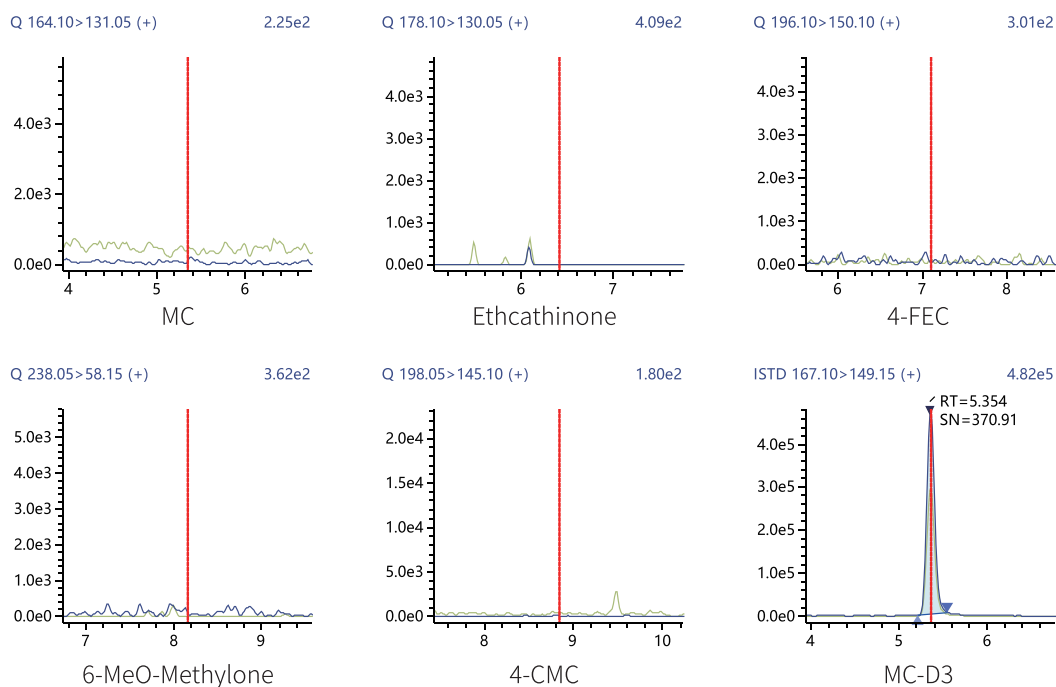 Q 164.10>131.05 (+) 2.25e2
4.0e3
2.0e3
0.0e0
4 5 6
MC
Q 178.10>130.05 (+) 4.09e2
4.0e3
3.0e3
2.0e3
1.0e3
0.0e0
6 7
Ethcathinone
Q 196.10>150.10 (+) 3.01e2
4.0e3
3.0e3
2.0e3
1.0e3
0.0e0
6 7 8
4-FEC
Q 238.05>58.15 (+) 3.62e2
5.0e3
4.0e3
3.0e3
2.0e3
1.0e3
0.0e0
7 8 9
6-MeO-Methylone
Q 198.05>145.10 (+) 1.80e2
2.0e4
1.5e4
1.0e4
5.0e3
0.0e0
8 9 10
4-CMC
ISTD 167.10>149.15 (+) 4.82e5
RT=5.354
SN=370.91
4.0e5
3.0e5
2.0e5
1.0e5
0.0e0
4 5 6
MC-D3